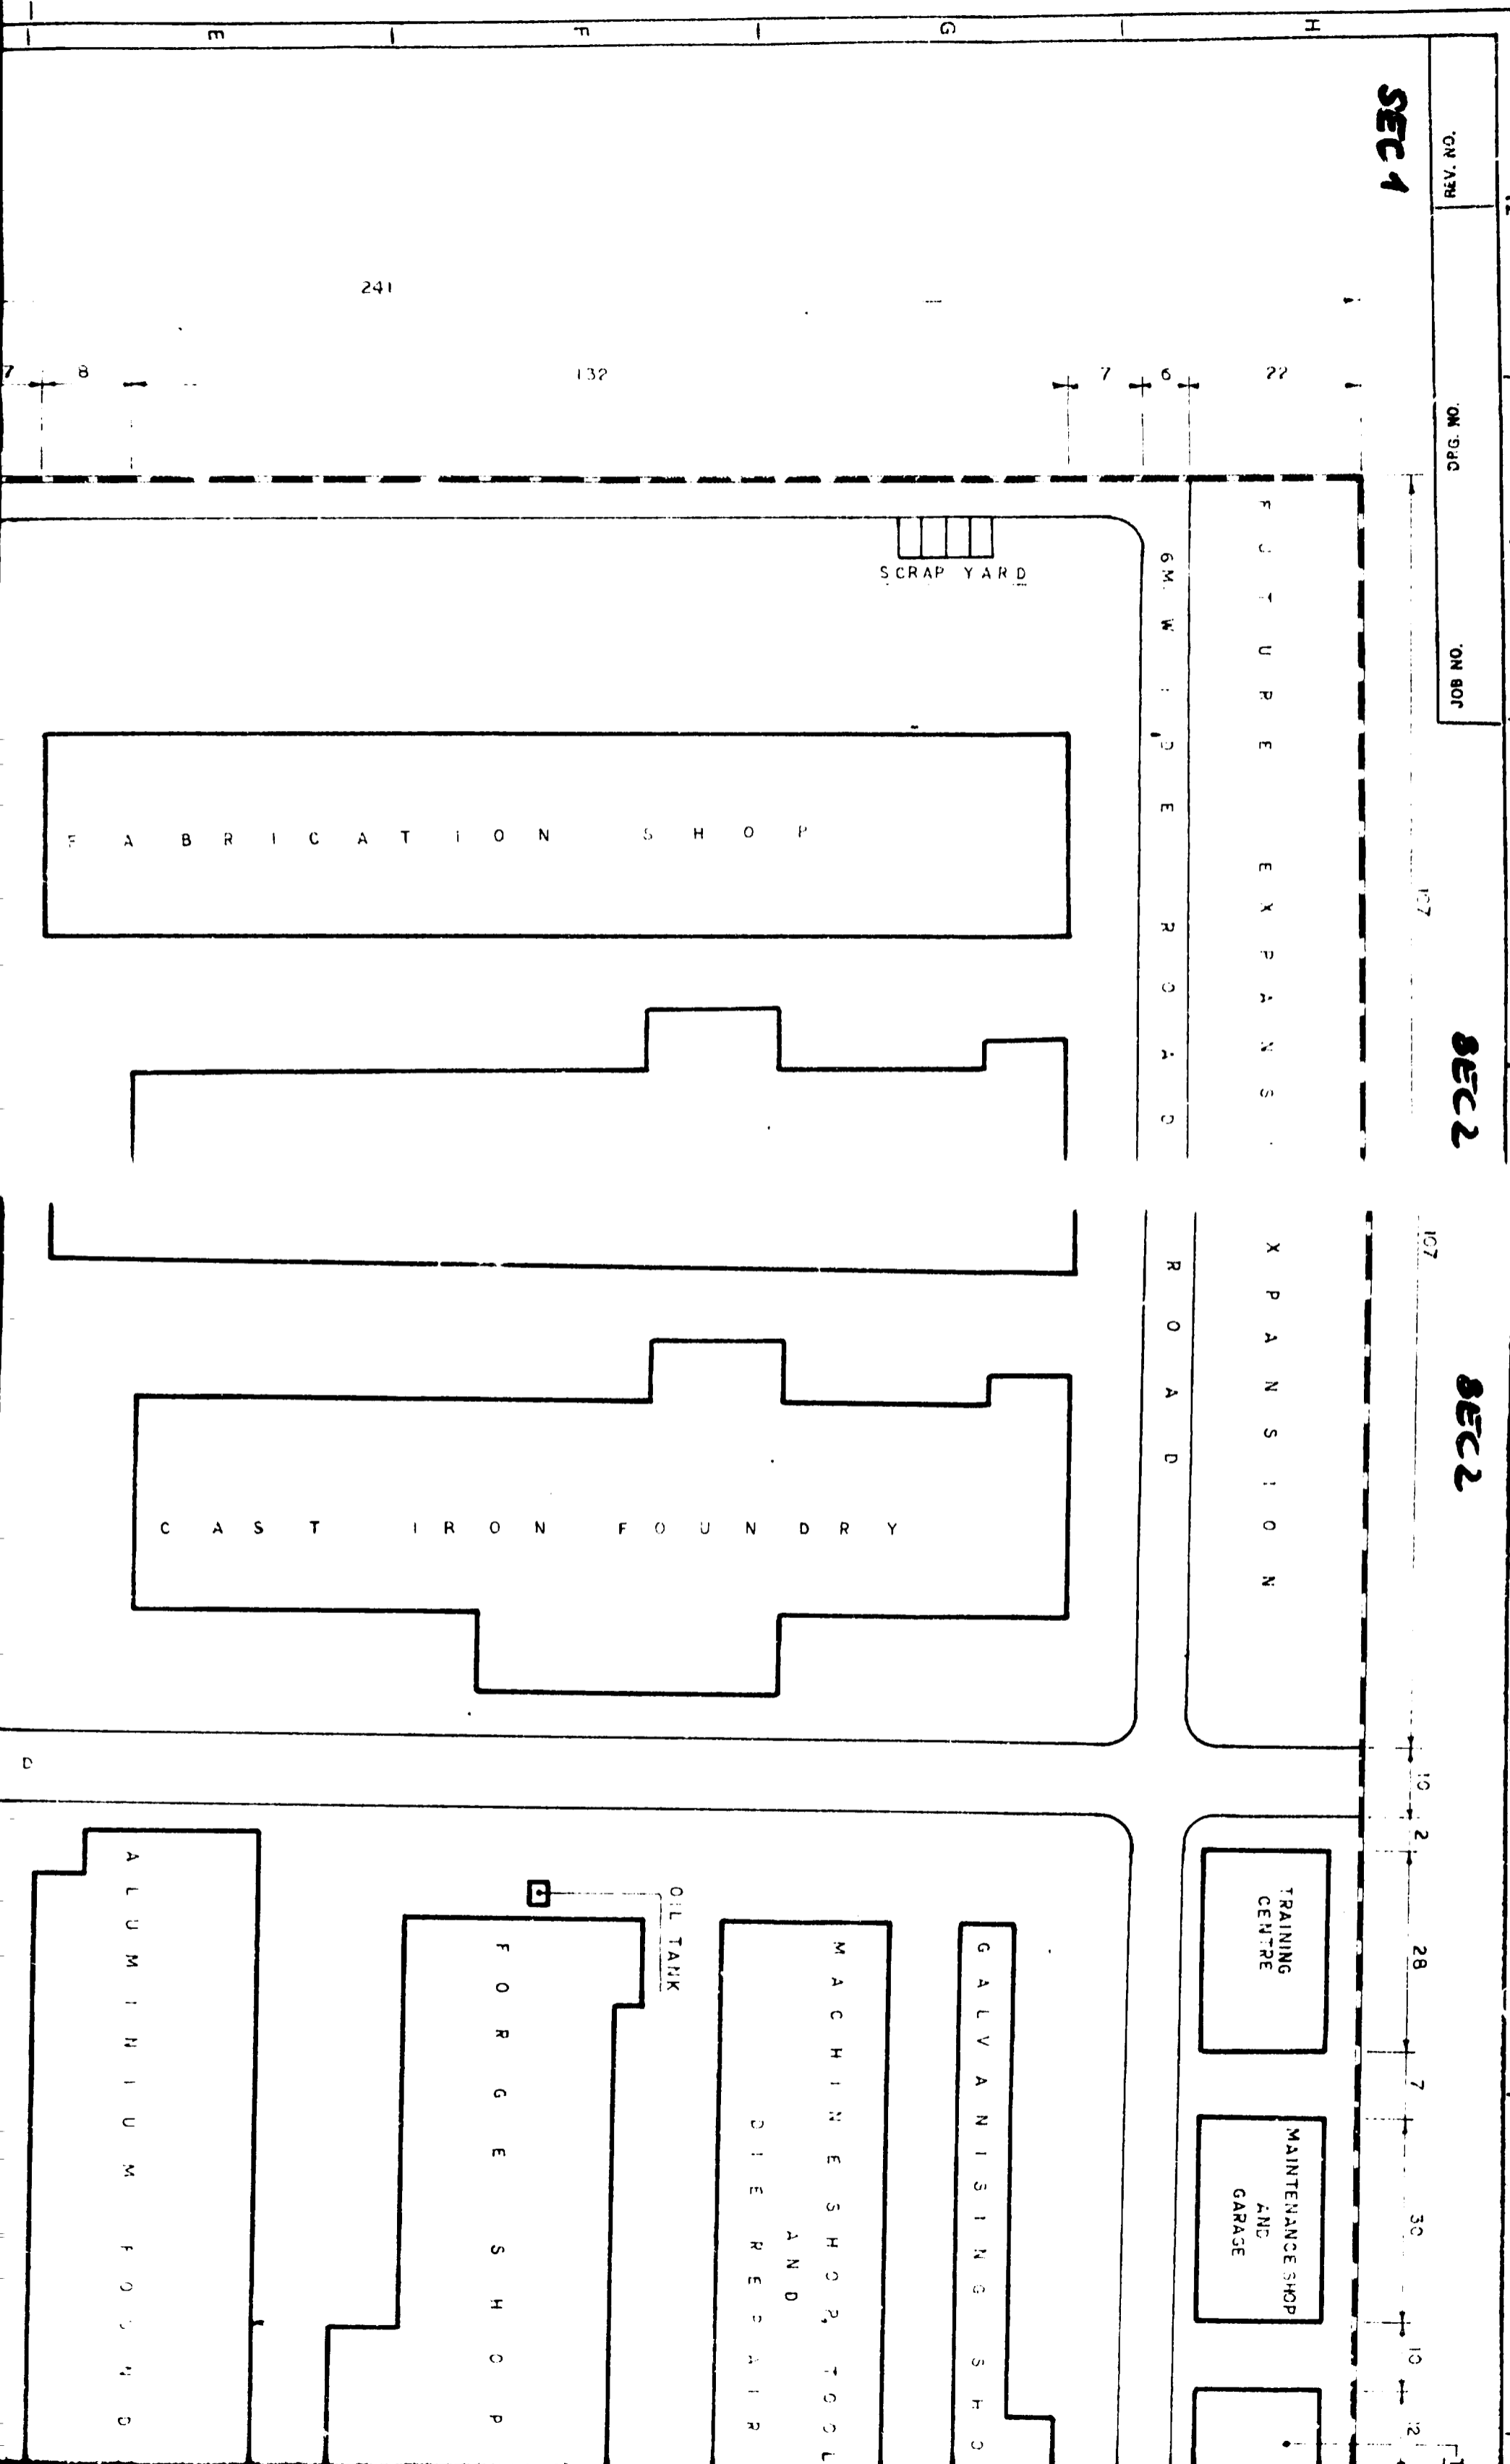 E
F
G
H
SEC 1
REV. NO.
DRG. NO.
JOB NO.
241
7
8
132
7
6
22
SCRAP YARD
6M. WIDE ROAD
FUTURE EXPANS
107
SEC 2
FABRICATION SHOP
107
SEC 2
ROAD
XPANSION
CAST IRON FOUNDRY
D
10
2
28
7
30
10
12
TRAINING
CENTRE
MAINTENANCE SHOP
AND
GARAGE
OIL TANK
ALUMINIUM FOUND
FORGE SHOP
MACHINE SHOP, TOOL
AND
DIE REPAIR
GALVANISING SHO